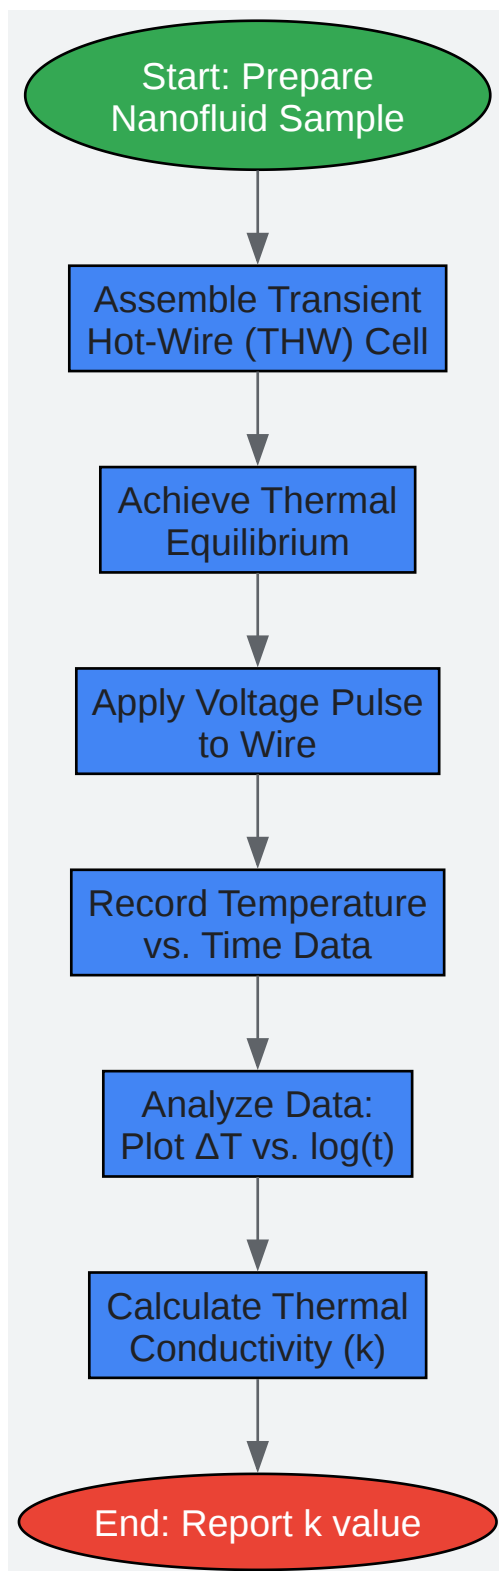 Start: Prepare
Nanofluid Sample
Assemble Transient
Hot-Wire (THW) Cell
Achieve Thermal
Equilibrium
Apply Voltage Pulse
to Wire
Record Temperature
vs. Time Data
Analyze Data:
Plot ΔT vs. log(t)
Calculate Thermal
Conductivity (k)
End: Report k value